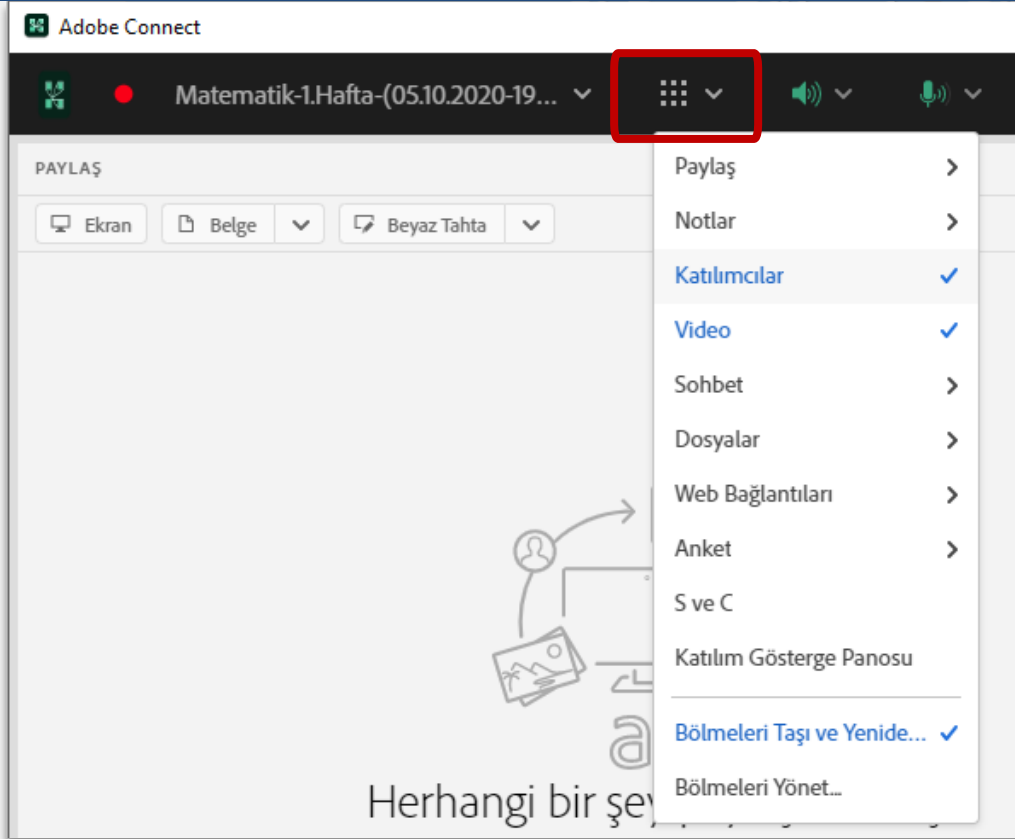 Adobe Connect
Matematik-1.Hafta-(05.10.2020-19...
PAYLAŞ
Ekran Belge Beyaz Tahta
Paylaş
Notlar
Katılımcılar
Video
Sohbet
Dosyalar
Web Bağlantıları
Anket
S ve C
Katılım Gösterge Panosu
Bölmeleri Taşı ve Yenide...
Bölmeleri Yönet...
a
Herhangi bir şey